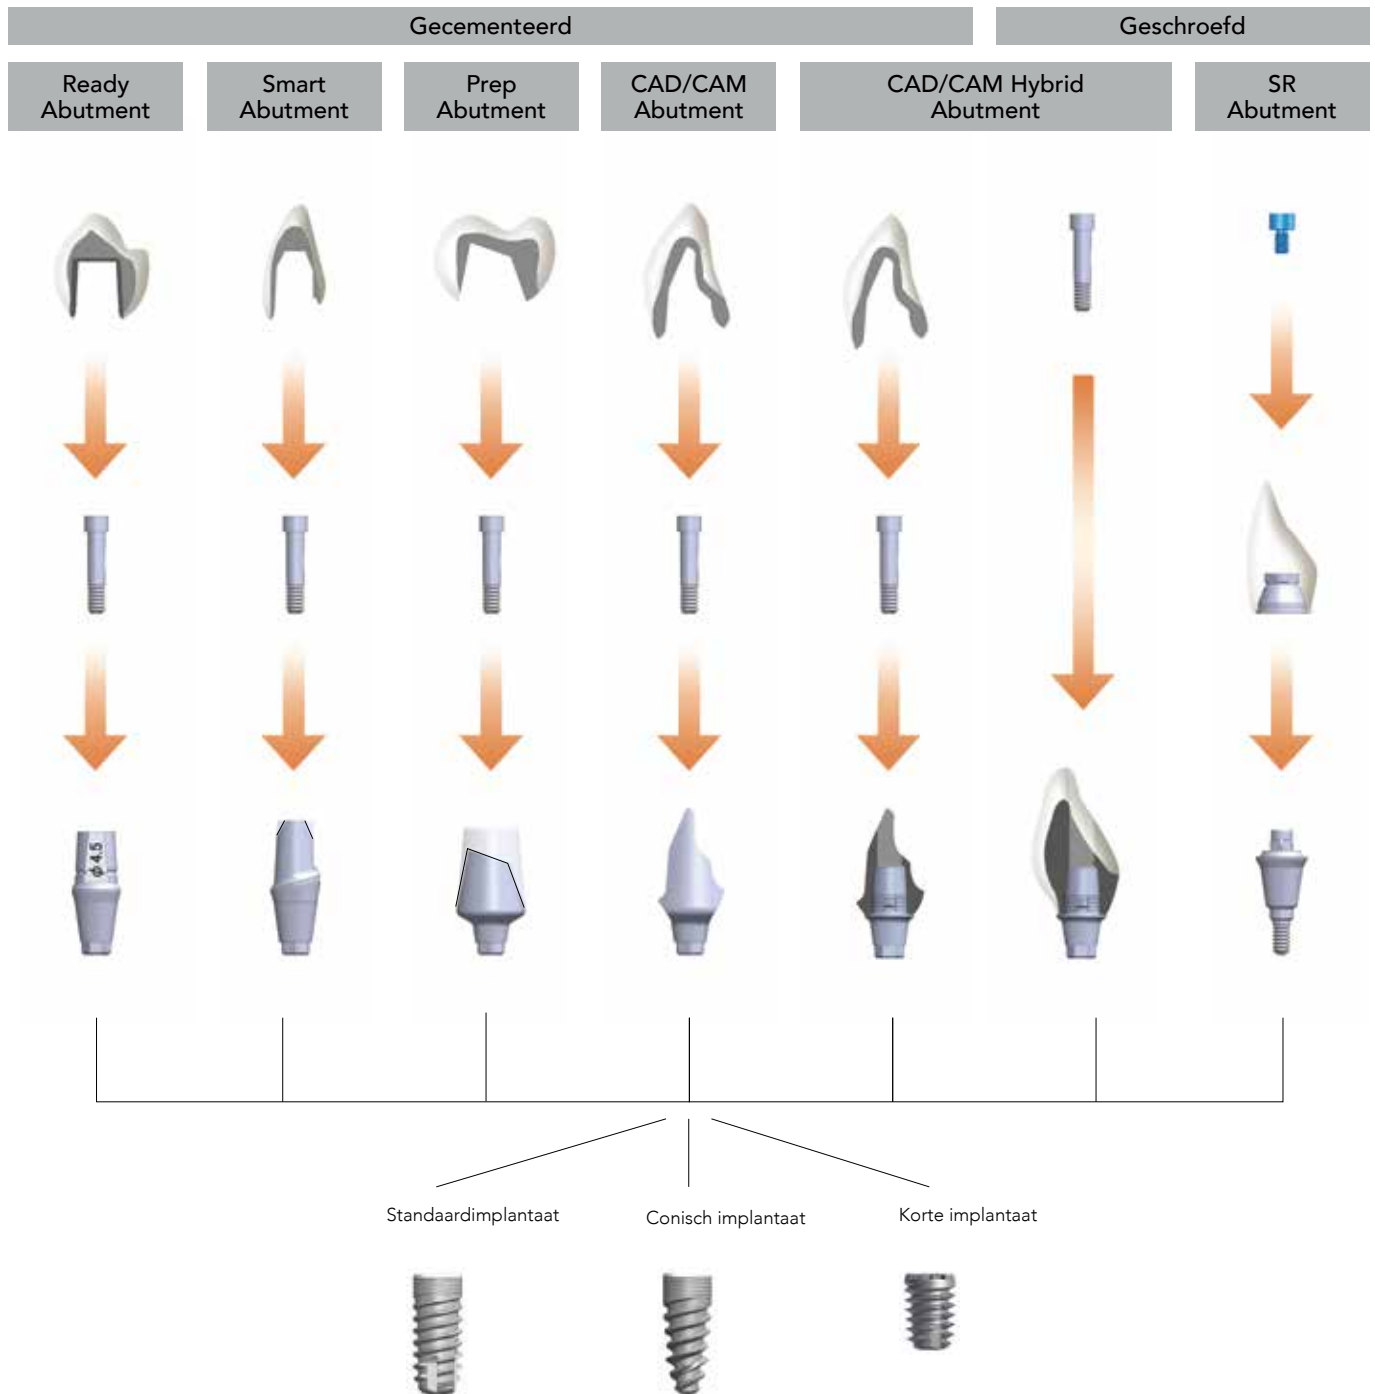 Gecementeerd
Geschroefd
Ready
Abutment
Smart
Abutment
Prep
Abutment
CAD/CAM
Abutment
CAD/CAM Hybrid
Abutment
SR
Abutment
ϕ 4.5
Standaardimplantaat
Conisch implantaat
Korte implantaat